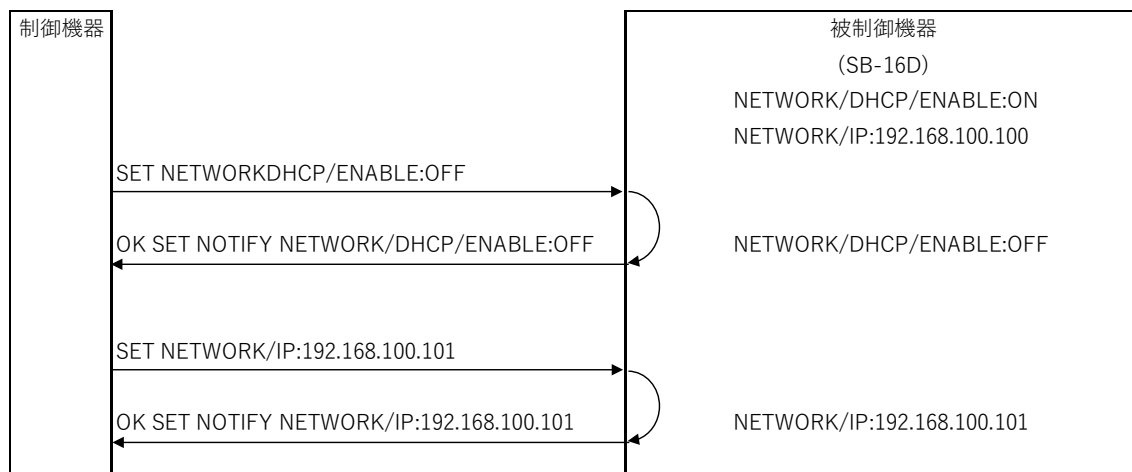 制御機器
被制御機器
(SB-16D)
NETWORK/DHCP/ENABLE:ON
NETWORK/IP:192.168.100.100
SET NETWORKDHCP/ENABLE:OFF
OK SET NOTIFY NETWORK/DHCP/ENABLE:OFF
NETWORK/DHCP/ENABLE:OFF
SET NETWORK/IP:192.168.100.101
OK SET NOTIFY NETWORK/IP:192.168.100.101
NETWORK/IP:192.168.100.101